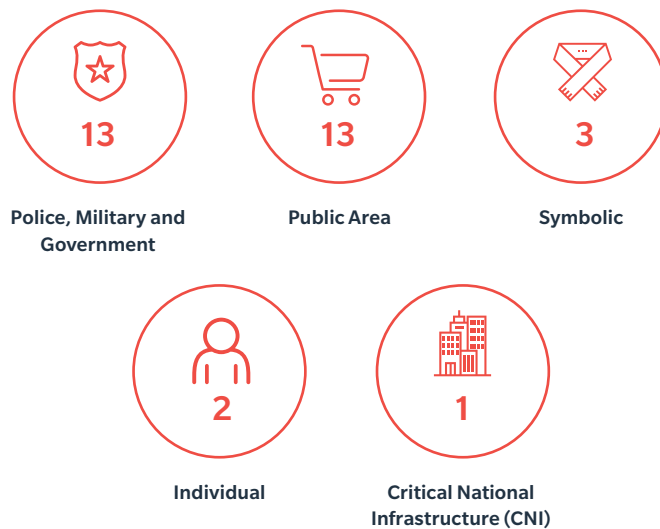 13
13
3
Police, Military and
Government
Public Area
Symbolic
2
1
Individual
Critical National
Infrastructure (CNI)